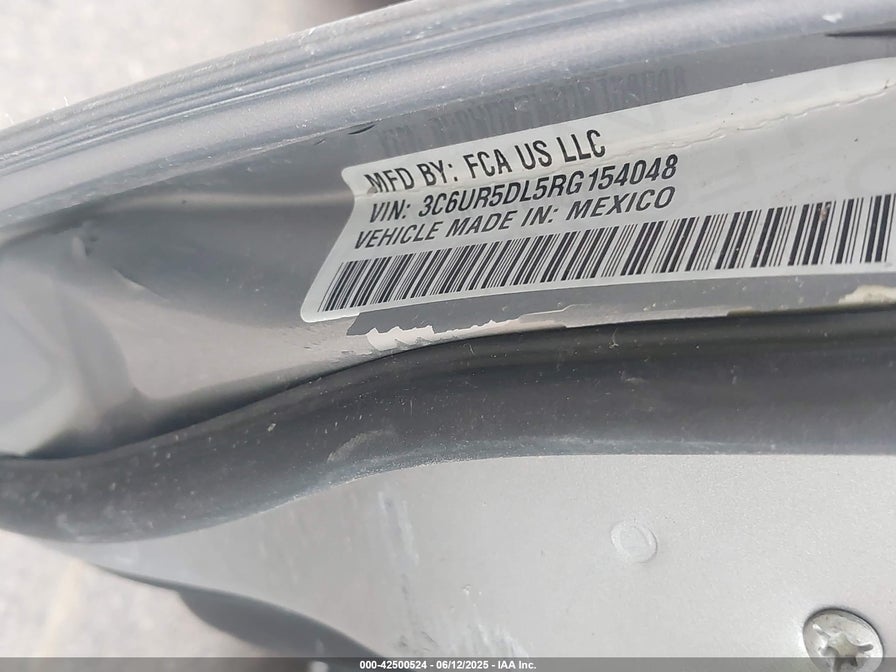 MFD BY: FCA US LLC
VIN: 3C6UR5DL5RG154048
VEHICLE MADE IN: MEXICO
000-42500524 - 06/12/2025 - IAA Inc.